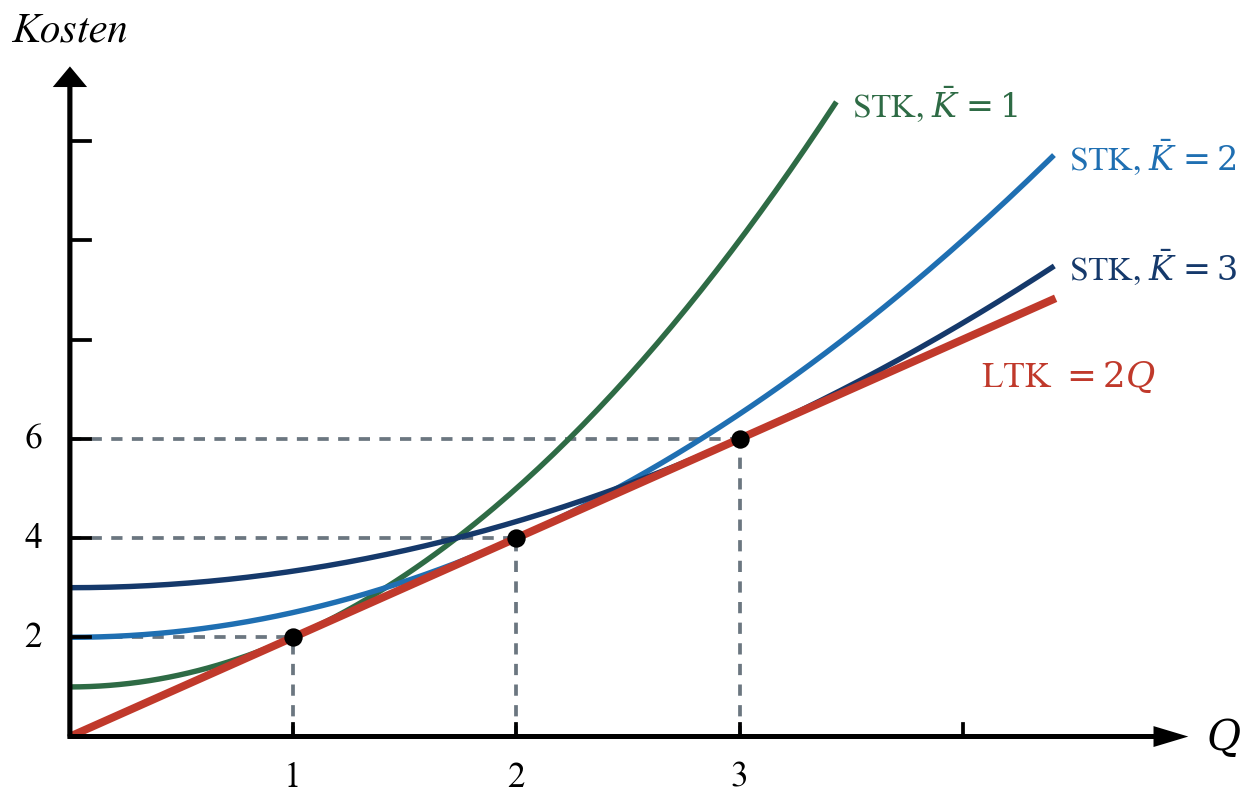 Kosten
STK, K̄ = 1
STK, K̄ = 2
STK, K̄ = 3
LTK = 2Q
6
4
2
1 2 3
Q